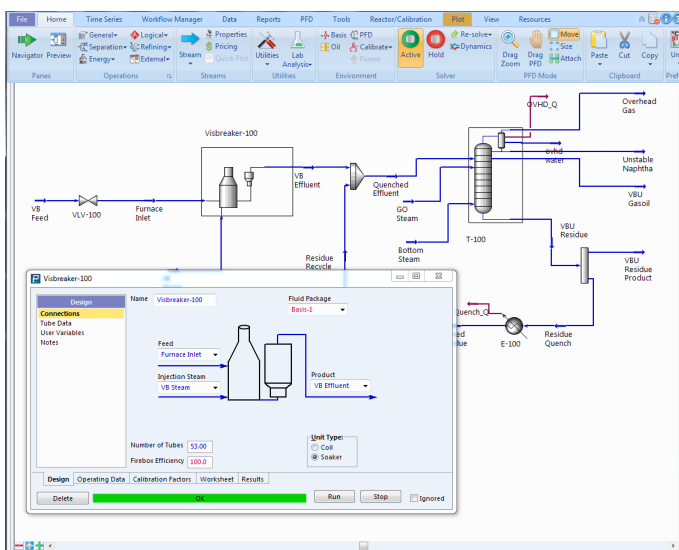 File Home Time Series Workflow Manager Data Reports PFD Tools Reactor/Calibration Plot View Resources
Navigator Preview
General
Separation
Energy
Logical
Refining
External
Stream
Properties
Pricing
Quick Plot
Utilities
Lab Analysis
Basis
Oil
PFD
Calibrate
Parent
Active Hold
Re-solve
Dynamics
Drag Zoom
Drag PFD
Move
Size
Attach
Paste Cut Copy
Panes Operations Streams Utilities Environment Solver PFD Mode Clipboard
OVHD_Q
Overhead
Gas
Visbreaker-100
ovhd
water
Unstable
Naphtha
VB
Effluent
Quenched
Effluent
VBU
Gasoil
VB
Feed
VLV-100
Furnace
Inlet
GO
Steam
T-100
VBU
Residue
Bottom
Steam
VBU
Residue
Product
Residue
Recycle
Visbreaker-100
Design
Connections
Tube Data
User Variables
Notes
Name Visbreaker-100
Fluid Package
Basis-1
Feed
Furnace Inlet
Injection Steam
VB Steam
Product
VB Effluent
Number of Tubes 53.00
Firebox Efficiency 100.0
Unit Type:
Coil
Soaker
Design Operating Data Calibration Factors Worksheet Results
Delete OK Run Stop Ignored
Quench_Q
E-100
Residue
Quench